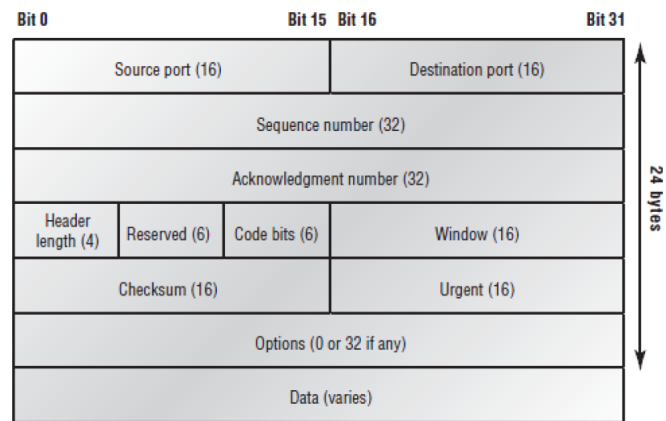 Bit 0 Bit 15 Bit 16 Bit 31
Source port (16) Destination port (16)
Sequence number (32)
Acknowledgment number (32)
Header
length (4) Reserved (6) Code bits (6) Window (16)
Checksum (16) Urgent (16)
Options (0 or 32 if any)
Data (varies)
24 bytes